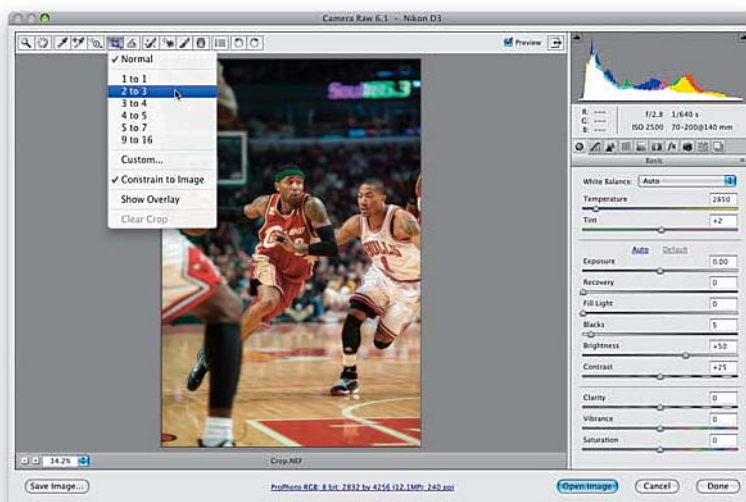 Camera Raw 6.1 - Nikon D3
Preview
✓ Normal
1 to 1
2 to 3
3 to 4
4 to 5
5 to 7
9 to 16
Custom...
✓ Constrain to Image
Show Overlay
Clear Crop
BULLS
1
R: ---
G: ---
B: ---
f/2.8 1/640 s
ISO 2500 70-200@140 mm
Basic
White Balance: Auto
Temperature 2850
Tint +2
Auto Default
Exposure 0.00
Recovery 0
Fill Light 0
Blacks 5
Brightness +50
Contrast +25
Clarity 0
Vibrance 0
Saturation 0
14.2%
Crop.NEF
Save Image...
ProPhoto RGB; 8 bit; 2832 by 4256 (12.1MP); 240 ppi
Open Image
Cancel
Done